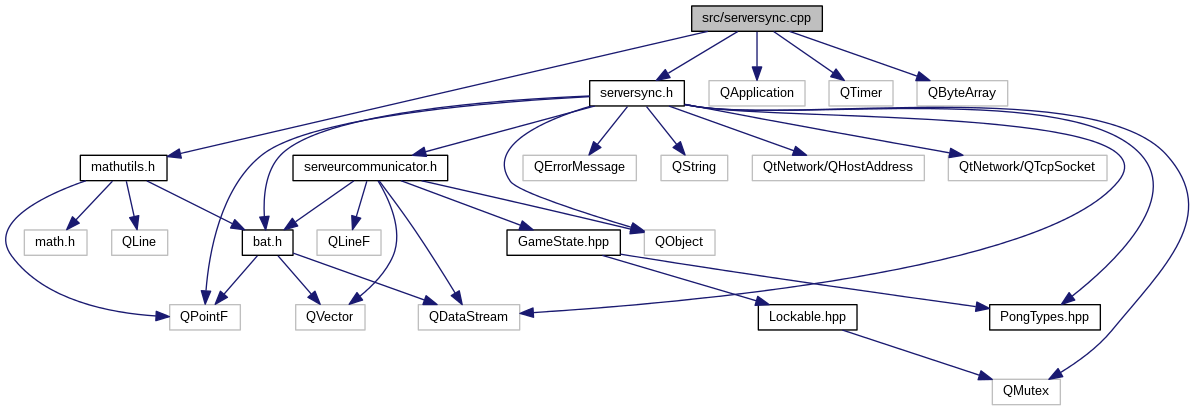 src/serversync.cpp
serversync.h
QApplication
QTimer
QByteArray
mathutils.h
serveurcommunicator.h
QErrorMessage
QString
QtNetwork/QHostAddress
QtNetwork/QTcpSocket
math.h
QLine
bat.h
QLineF
GameState.hpp
QObject
QPointF
QVector
QDataStream
Lockable.hpp
PongTypes.hpp
QMutex